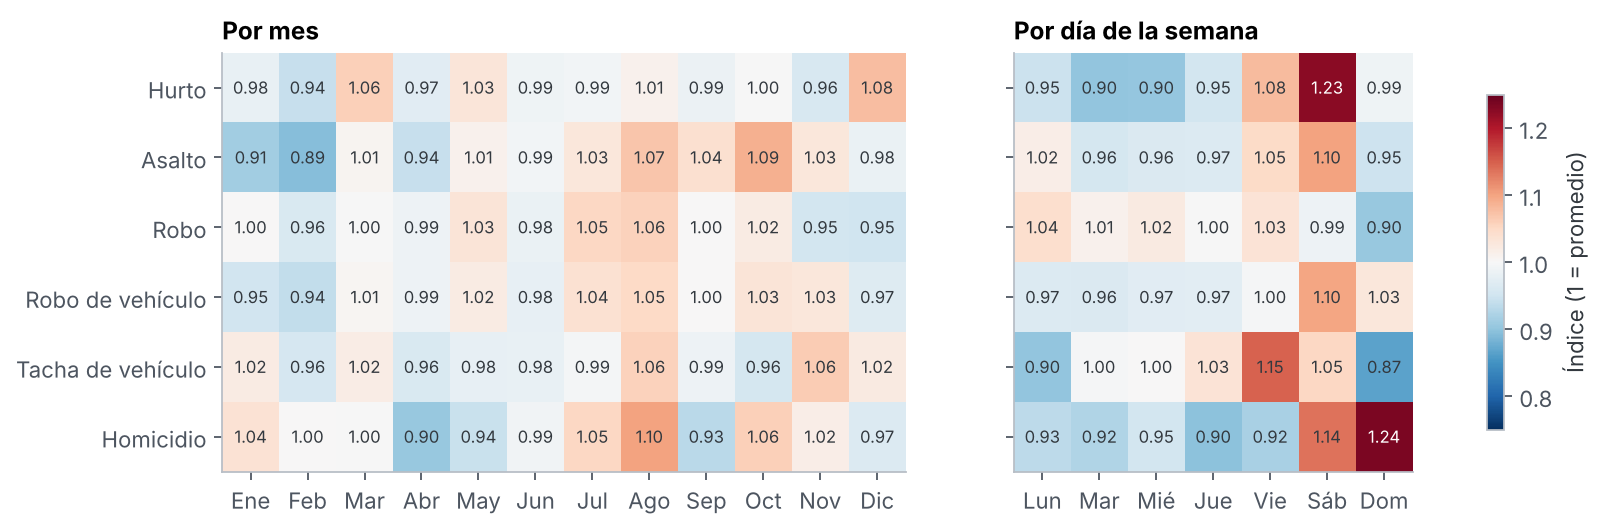 Por mes
Por día de la semana
Hurto 0.98 0.94 1.06 0.97 1.03 0.99 0.99 1.01 0.99 1.00 0.96 1.08 0.95 0.90 0.90 0.95 1.08 1.23 0.99
Asalto 0.91 0.89 1.01 0.94 1.01 0.99 1.03 1.07 1.04 1.09 1.03 0.98 1.02 0.96 0.96 0.97 1.05 1.10 0.95
Robo 1.00 0.96 1.00 0.99 1.03 0.98 1.05 1.06 1.00 1.02 0.95 0.95 1.04 1.01 1.02 1.00 1.03 0.99 0.90
Robo de vehículo 0.95 0.94 1.01 0.99 1.02 0.98 1.04 1.05 1.00 1.03 1.03 0.97 0.97 0.96 0.97 0.97 1.00 1.10 1.03
Tacha de vehículo 1.02 0.96 1.02 0.96 0.98 0.98 0.99 1.06 0.99 0.96 1.06 1.02 0.90 1.00 1.00 1.03 1.15 1.05 0.87
Homicidio 1.04 1.00 1.00 0.90 0.94 0.99 1.05 1.10 0.93 1.06 1.02 0.97 0.93 0.92 0.95 0.90 0.92 1.14 1.24
Ene Feb Mar Abr May Jun Jul Ago Sep Oct Nov Dic
Lun Mar Mié Jue Vie Sáb Dom
1.2
1.1
1.0
0.9
0.8
Índice (1 = promedio)